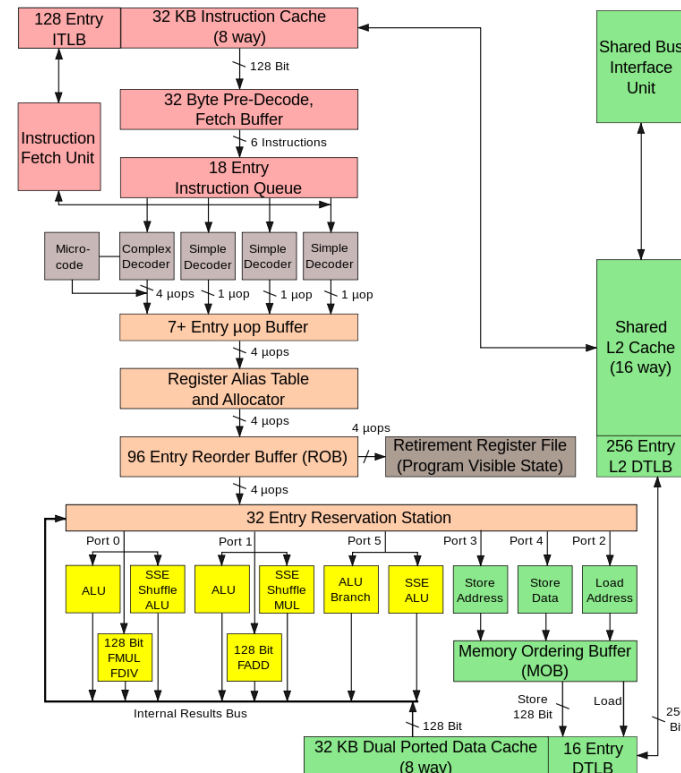 128 Entry
ITLB
32 KB Instruction Cache
(8 way)
128 Bit
Shared Bus
Interface
Unit
32 Byte Pre-Decode,
Fetch Buffer
Instruction
Fetch Unit
6 Instructions
18 Entry
Instruction Queue
Micro-
code
Complex
Decoder
Simple
Decoder
Simple
Decoder
Simple
Decoder
4 µops
1 µop
1 µop
1 µop
Shared
L2 Cache
(16 way)
7+ Entry µop Buffer
4 µops
Register Alias Table
and Allocator
4 µops
4 µops
96 Entry Reorder Buffer (ROB)
Retirement Register File
(Program Visible State)
256 Entry
L2 DTLB
4 µops
32 Entry Reservation Station
Port 0
Port 1
Port 5
Port 3
Port 4
Port 2
ALU
SSE
Shuffle
ALU
ALU
SSE
Shuffle
MUL
ALU
Branch
SSE
ALU
Store
Address
Store
Data
Load
Address
128 Bit
FMUL
FDIV
128 Bit
FADD
Memory Ordering Buffer
(MOB)
Internal Results Bus
128 Bit
Store
128 Bit
Load
32 KB Dual Ported Data Cache
(8 way)
16 Entry
DTLB